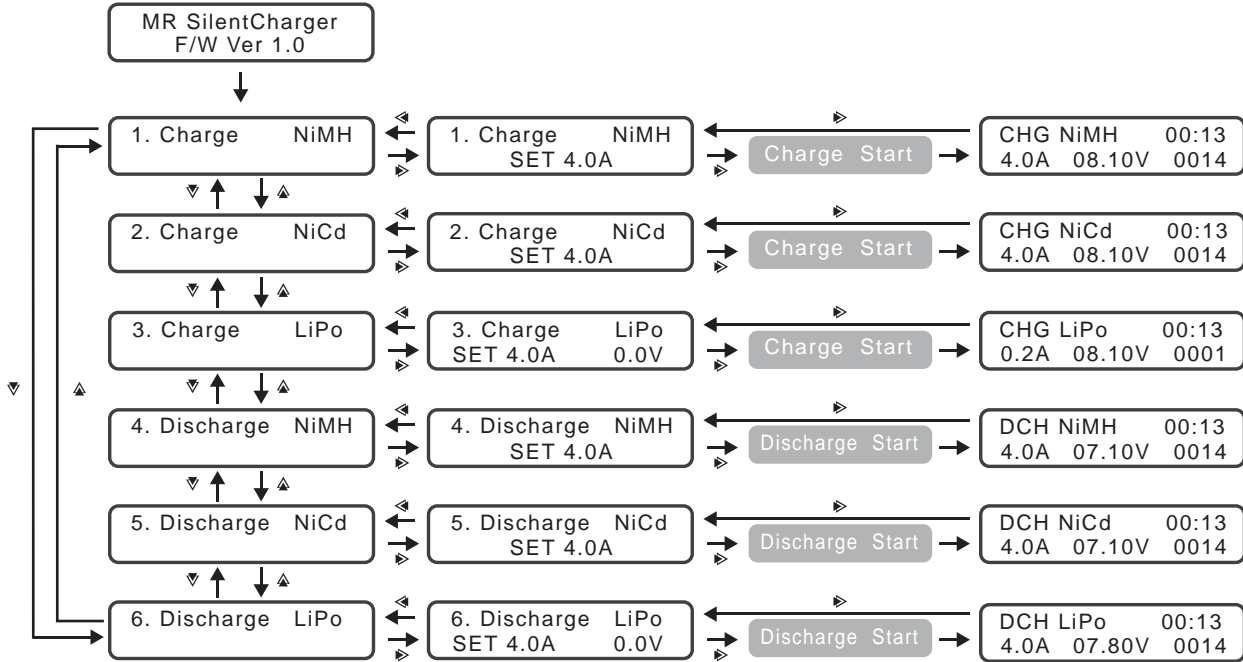 MR SilentCharger
F/W Ver 1.0
1. Charge NiMH
1. Charge NiMH
SET 4.0A
Charge Start
CHG NiMH 00:13
4.0A 08.10V 0014
2. Charge NiCd
2. Charge NiCd
SET 4.0A
Charge Start
CHG NiCd 00:13
4.0A 08.10V 0014
3. Charge LiPo
3. Charge LiPo
SET 4.0A 0.0V
Charge Start
CHG LiPo 00:13
0.2A 08.10V 0001
4. Discharge NiMH
4. Discharge NiMH
SET 4.0A
Discharge Start
DCH NiMH 00:13
4.0A 07.10V 0014
5. Discharge NiCd
5. Discharge NiCd
SET 4.0A
Discharge Start
DCH NiCd 00:13
4.0A 07.10V 0014
6. Discharge LiPo
6. Discharge LiPo
SET 4.0A 0.0V
Discharge Start
DCH LiPo 00:13
4.0A 07.80V 0014